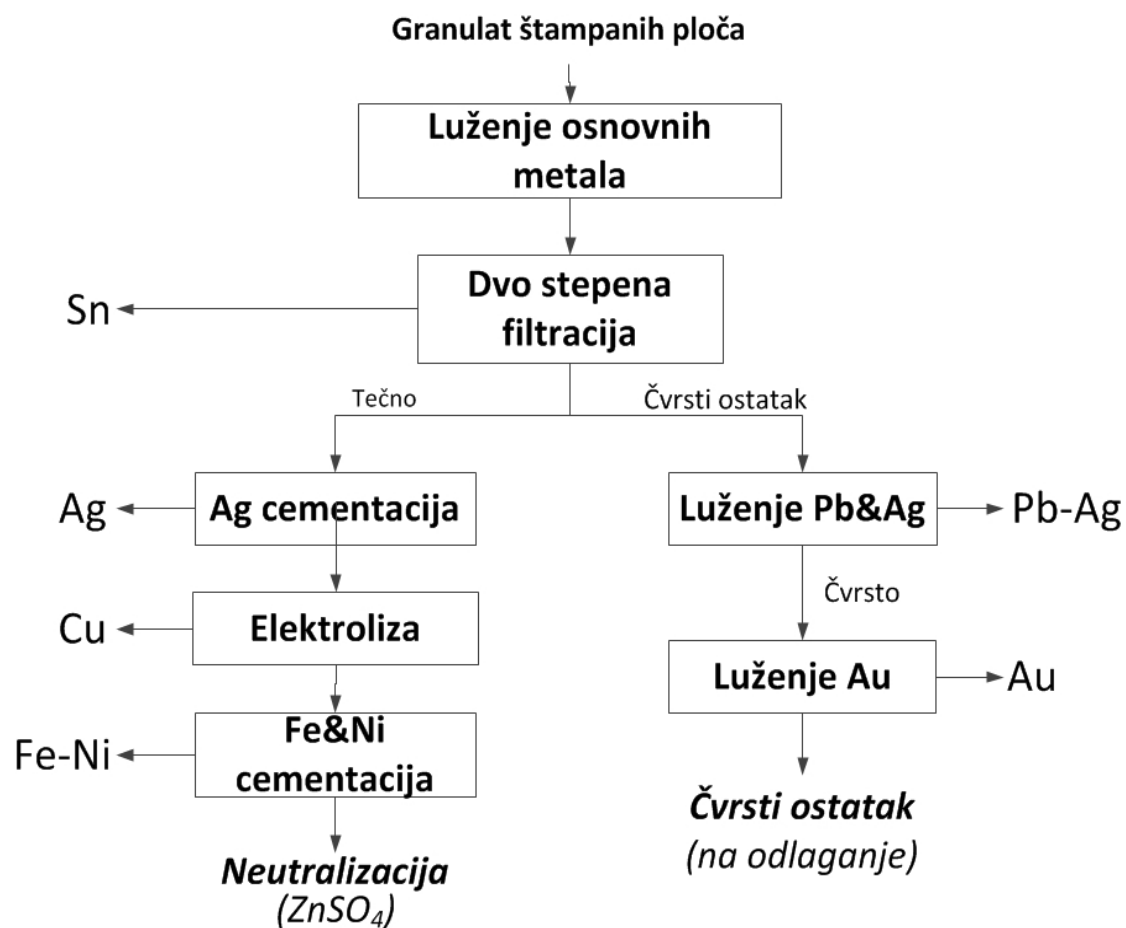 Granulat štampanih ploča
Luženje osnovnih
metala
Dvo stepena
filtracija
Sn
Tečno
Čvrsti ostatak
Ag
Ag cementacija
Luženje Pb&Ag
Pb-Ag
Čvrsto
Cu
Elektroliza
Luženje Au
Au
Fe-Ni
Fe&Ni
cementacija
Čvrsti ostatak
(na odlaganje)
Neutralizacija
(ZnSO₄)